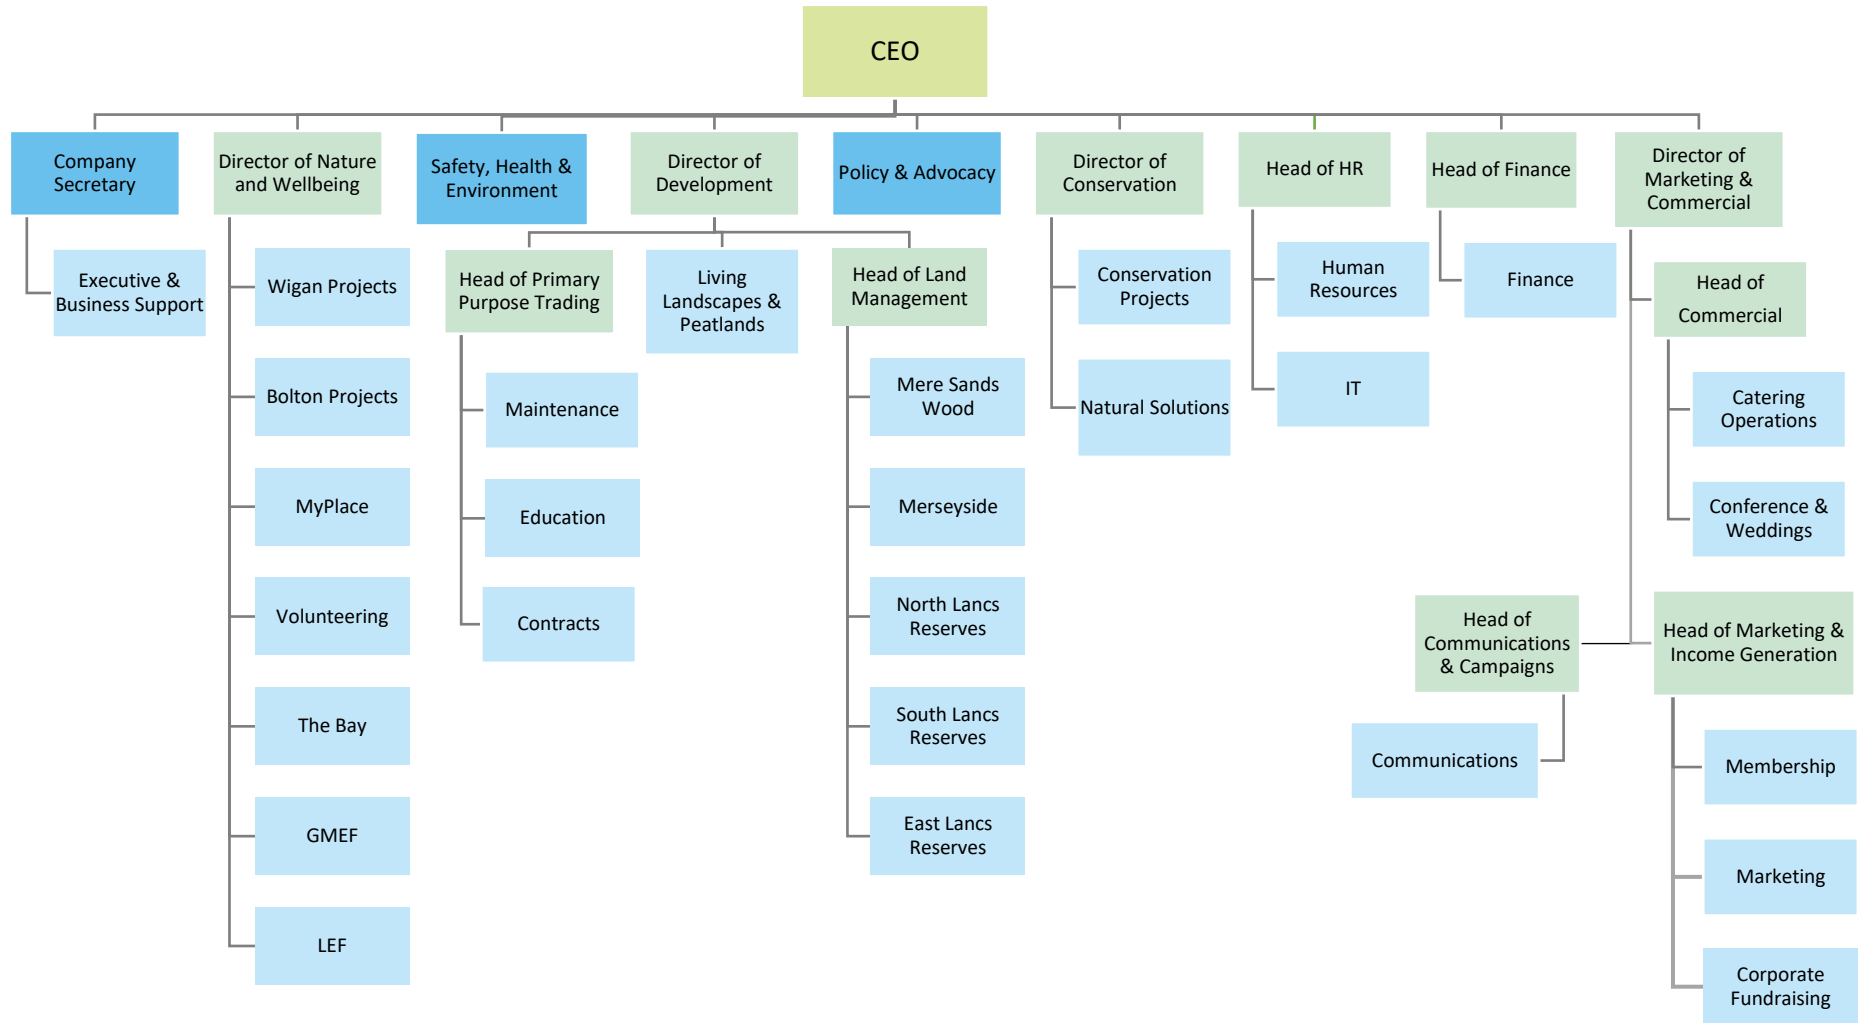 CEO
Company
Secretary
Director of Nature
and Wellbeing
Safety, Health &
Environment
Director of
Development
Policy & Advocacy
Director of
Conservation
Head of HR
Head of Finance
Director of
Marketing &
Commercial
Executive &
Business Support
Wigan Projects
Bolton Projects
MyPlace
Volunteering
The Bay
GMEF
LEF
Head of Primary
Purpose Trading
Maintenance
Education
Contracts
Living
Landscapes &
Peatlands
Head of Land
Management
Mere Sands
Wood
Merseyside
North Lancs
Reserves
South Lancs
Reserves
East Lancs
Reserves
Conservation
Projects
Natural Solutions
Human
Resources
IT
Finance
Head of
Commercial
Catering
Operations
Conference &
Weddings
Head of
Communications
& Campaigns
Communications
Head of Marketing &
Income Generation
Membership
Marketing
Corporate
Fundraising